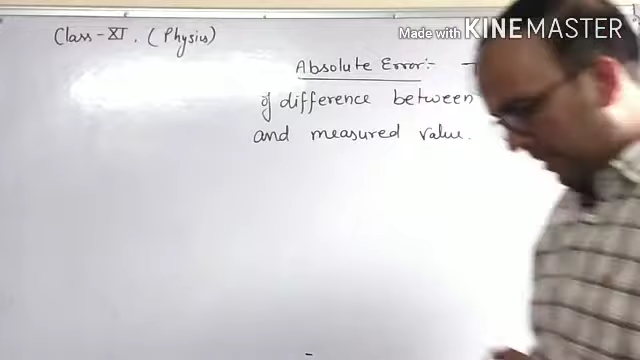 Made with KINEMASTER
Class - XI. (Physics)
Absolute Error:- -
of difference between
and measured value.